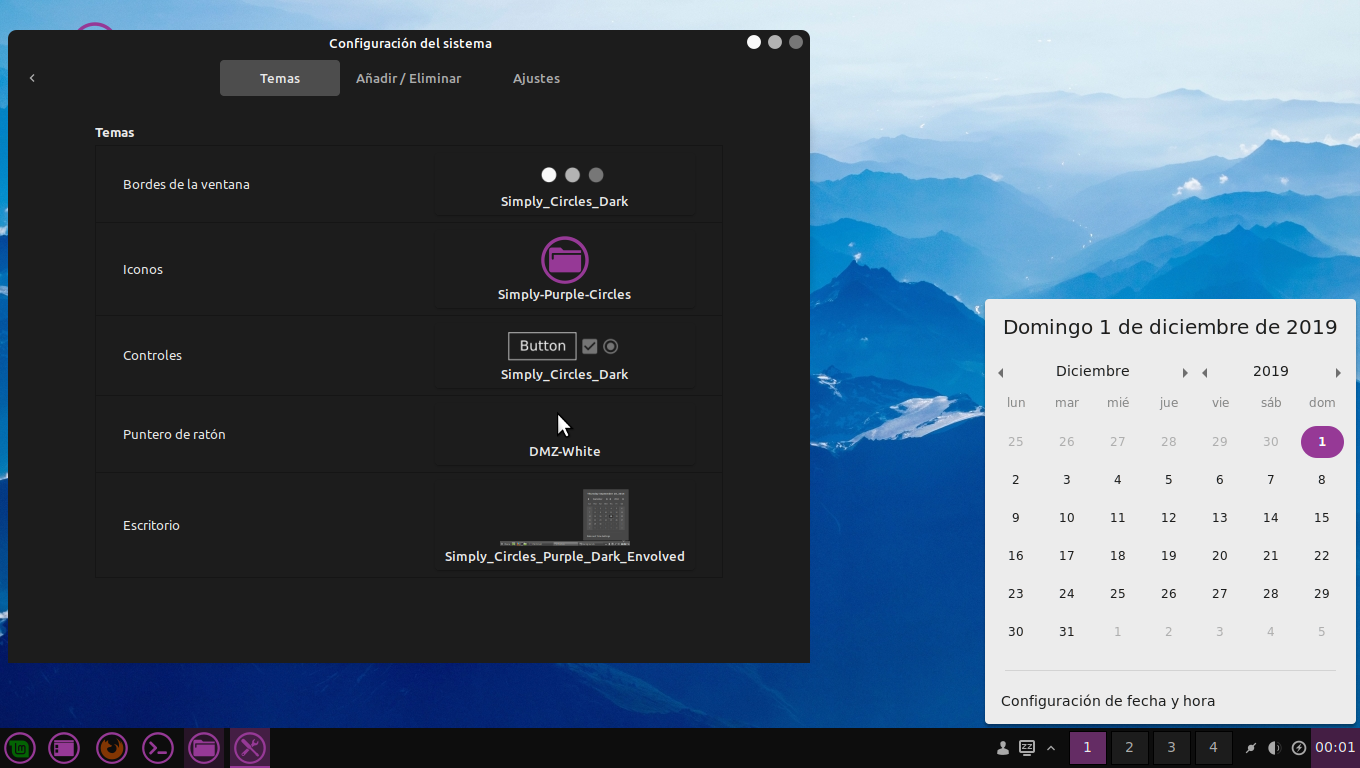 Configuración del sistema
Temas Añadir / Eliminar Ajustes
Temas
Bordes de la ventana
Simply_Circles_Dark
Iconos
Simply-Purple-Circles
Button
Controles
Simply_Circles_Dark
Puntero de ratón
DMZ-White
Escritorio
Simply_Circles_Purple_Dark_Envolved
Domingo 1 de diciembre de 2019
Diciembre 2019
lun mar mié jue vie sáb dom
25 26 27 28 29 30 1
2 3 4 5 6 7 8
9 10 11 12 13 14 15
16 17 18 19 20 21 22
23 24 25 26 27 28 29
30 31 1 2 3 4 5
Configuración de fecha y hora
zz 1 2 3 4 00:01